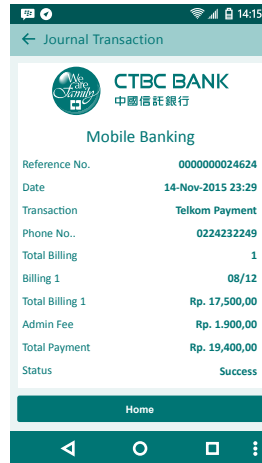 14:15
← Journal Transaction
We are Family
CTBC BANK
中國信託銀行
Mobile Banking
Reference No. 0000000024624
Date 14-Nov-2015 23:29
Transaction Telkom Payment
Phone No.. 0224232249
Total Billing 1
Billing 1 08/12
Total Billing 1 Rp. 17,500,00
Admin Fee Rp. 1.900,00
Total Payment Rp. 19,400,00
Status Success
Home